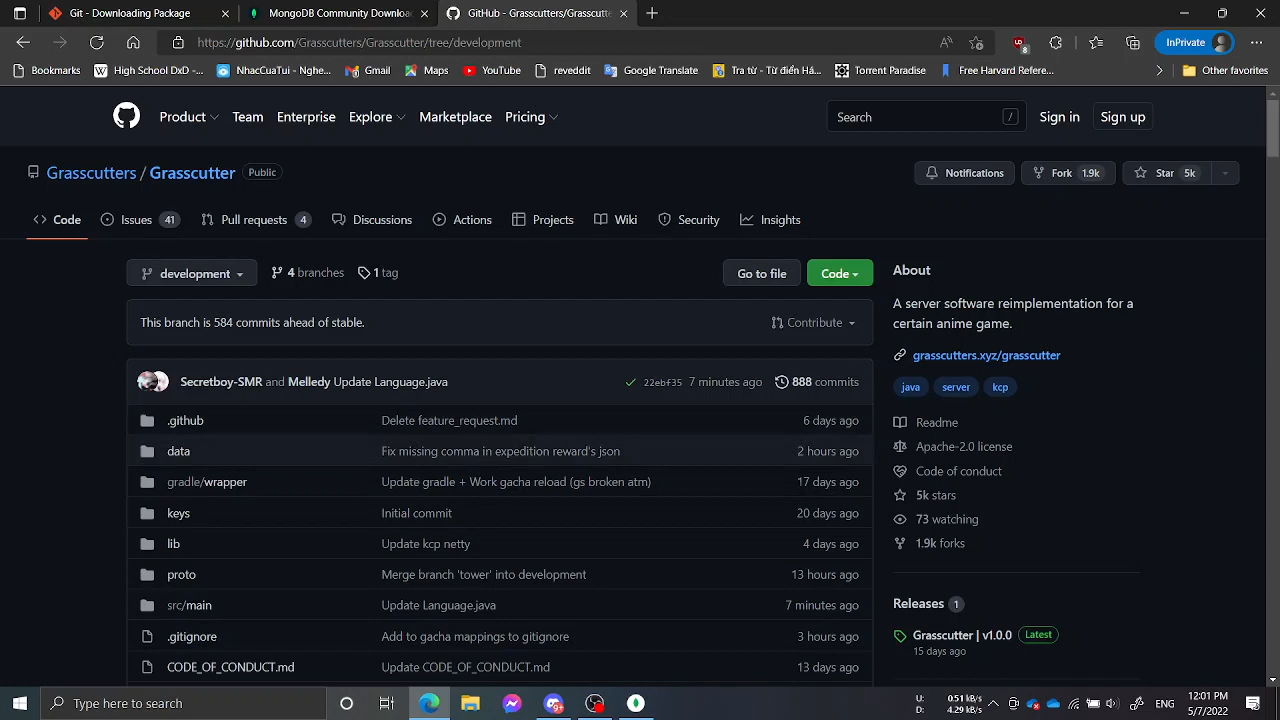 Git - Downloading Package
MongoDB Community Downloa
GitHub - Grasscutters/Grasscutte
https://github.com/Grasscutters/Grasscutter/tree/development
8
InPrivate
Bookmarks
High School DxD -...
NhacCuaTui - Nghe...
Gmail
Maps
YouTube
reveddit
Google Translate
Tra từ - Từ điển Há...
Torrent Paradise
Free Harvard Refere...
Other favorites
Product
Team
Enterprise
Explore
Marketplace
Pricing
Search
/
Sign in
Sign up
Grasscutters / Grasscutter Public
Notifications
Fork 1.9k
Star 5k
Code
Issues 41
Pull requests 4
Discussions
Actions
Projects
Wiki
Security
Insights
development
4 branches
1 tag
Go to file
Code
This branch is 584 commits ahead of stable.
Contribute
Secretboy-SMR and Melledy Update Language.java
22ebf35 7 minutes ago
888 commits
.github Delete feature_request.md 6 days ago
data Fix missing comma in expedition reward's json 2 hours ago
gradle/wrapper Update gradle + Work gacha reload (gs broken atm) 17 days ago
keys Initial commit 20 days ago
lib Update kcp netty 4 days ago
proto Merge branch 'tower' into development 13 hours ago
src/main Update Language.java 7 minutes ago
.gitignore Add to gacha mappings to gitignore 3 hours ago
CODE_OF_CONDUCT.md Update CODE_OF_CONDUCT.md 13 days ago
About
A server software reimplementation for a
certain anime game.
grasscutters.xyz/grasscutter
java server kcp
Readme
Apache-2.0 license
Code of conduct
5k stars
73 watching
1.9k forks
Releases 1
Grasscutter | v1.0.0 Latest
15 days ago
Type here to search
U: 0.51 kB/s
D: 4.29 kB/s
ENG
12:01 PM
5/7/2022